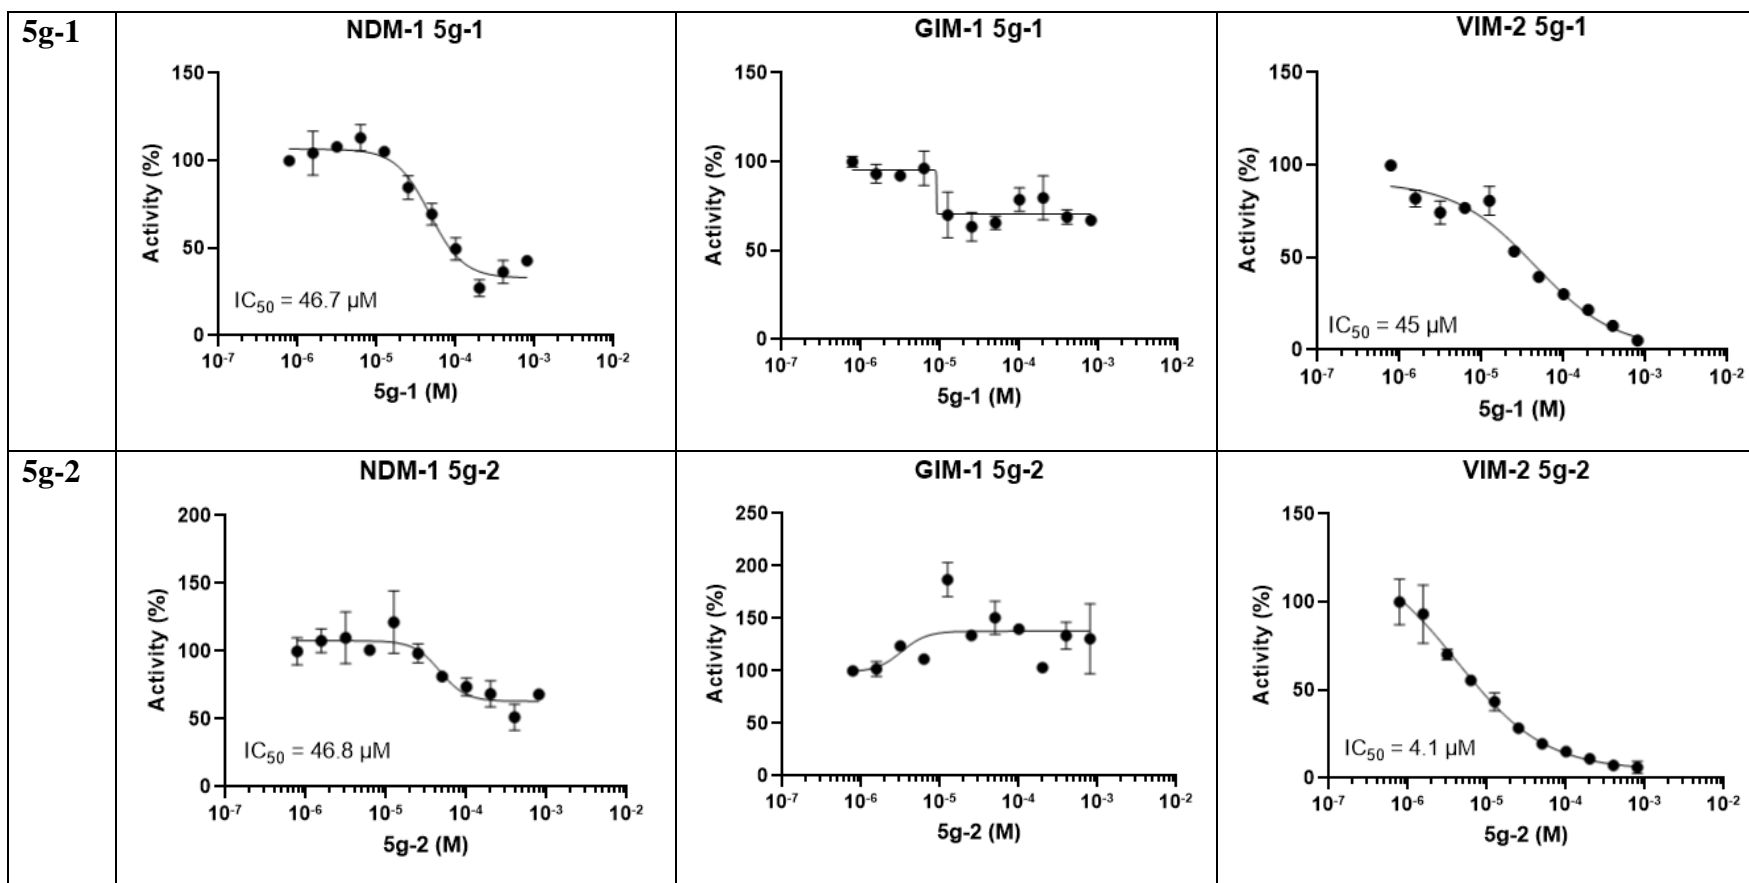 5g-1
NDM-1 5g-1
150
100
50
0
Activity (%)
IC₅₀ = 46.7 µM
10⁻⁷ 10⁻⁶ 10⁻⁵ 10⁻⁴ 10⁻³ 10⁻²
5g-1 (M)
GIM-1 5g-1
150
100
50
0
Activity (%)
10⁻⁷ 10⁻⁶ 10⁻⁵ 10⁻⁴ 10⁻³ 10⁻²
5g-1 (M)
VIM-2 5g-1
150
100
50
0
Activity (%)
IC₅₀ = 45 µM
10⁻⁷ 10⁻⁶ 10⁻⁵ 10⁻⁴ 10⁻³ 10⁻²
5g-1 (M)
5g-2
NDM-1 5g-2
200
150
100
50
0
Activity (%)
IC₅₀ = 46.8 µM
10⁻⁷ 10⁻⁶ 10⁻⁵ 10⁻⁴ 10⁻³ 10⁻²
5g-2 (M)
GIM-1 5g-2
250
200
150
100
50
0
Activity (%)
10⁻⁷ 10⁻⁶ 10⁻⁵ 10⁻⁴ 10⁻³ 10⁻²
5g-2 (M)
VIM-2 5g-2
150
100
50
0
Activity (%)
IC₅₀ = 4.1 µM
10⁻⁷ 10⁻⁶ 10⁻⁵ 10⁻⁴ 10⁻³ 10⁻²
5g-2 (M)